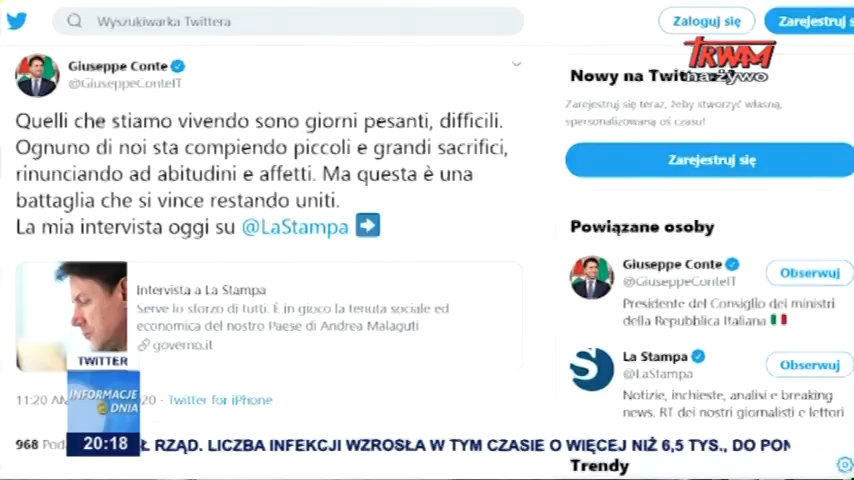 Wyszukiwarka Twittera
Zaloguj się
Zarejestruj s
TRWAM
na żywo
Giuseppe Conte
@GiuseppeConteIT
Quelli che stiamo vivendo sono giorni pesanti, difficili.
Ognuno di noi sta compiendo piccoli e grandi sacrifici,
rinunciando ad abitudini e affetti. Ma questa è una
battaglia che si vince restando uniti.
La mia intervista oggi su @LaStampa
Intervista a La Stampa
Serve lo sforzo di tutti. È in gioco la tenuta sociale ed
economica del nostro Paese di Andrea Malaguti
governo.it
11:20 AM
20 · Twitter for iPhone
968 Poda
Nowy na Twit
Zarejestruj się teraz, żeby stworzyć własną,
spersonalizowaną oś czasu!
Zarejestruj się
Powiązane osoby
Giuseppe Conte
@GiuseppeConteIT
Obserwuj
Presidente del Consiglio dei ministri
della Repubblica Italiana
La Stampa
@LaStampa
Obserwuj
Notizie, inchieste, analisi e breaking
news. RT dei nostri giornalisti e lettori
Trendy
TWITTER
INFORMACJE
DNIA
20:18
Ł RZĄD. LICZBA INFEKCJI WZROSŁA W TYM CZASIE O WIĘCEJ NIŻ 6,5 TYS., DO PON